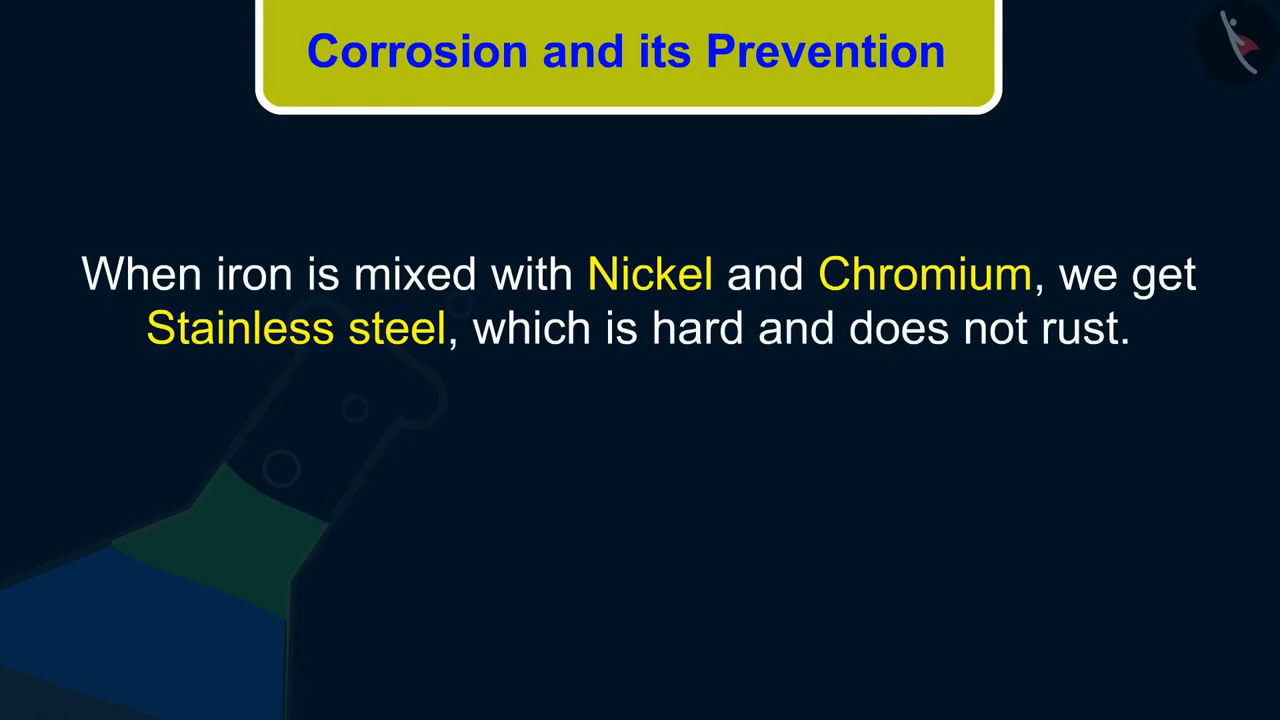 Corrosion and its Prevention
When iron is mixed with Nickel and Chromium, we get
Stainless steel, which is hard and does not rust.